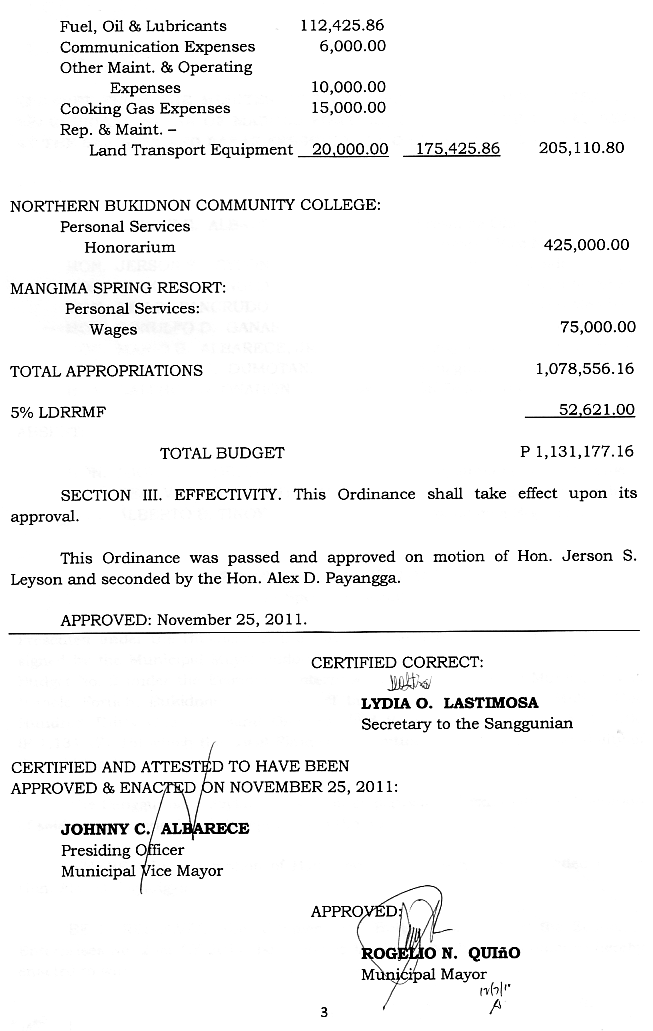 Fuel, Oil & Lubricants 112,425.86
Communication Expenses 6,000.00
Other Maint. & Operating
Expenses 10,000.00
Cooking Gas Expenses 15,000.00
Rep. & Maint. –
Land Transport Equipment 20,000.00 175,425.86 205,110.80
NORTHERN BUKIDNON COMMUNITY COLLEGE:
Personal Services
Honorarium 425,000.00
MANGIMA SPRING RESORT:
Personal Services:
Wages 75,000.00
TOTAL APPROPRIATIONS 1,078,556.16
5% LDRRMF 52,621.00
TOTAL BUDGET P 1,131,177.16
SECTION III. EFFECTIVITY. This Ordinance shall take effect upon its
approval.
This Ordinance was passed and approved on motion of Hon. Jerson S.
Leyson and seconded by the Hon. Alex D. Payangga.
APPROVED: November 25, 2011.
CERTIFIED CORRECT:
LYDIA O. LASTIMOSA
Secretary to the Sanggunian
CERTIFIED AND ATTESTED TO HAVE BEEN
APPROVED & ENACTED ON NOVEMBER 25, 2011:
JOHNNY C. ALBARECE
Presiding Officer
Municipal Vice Mayor
APPROVED:
ROGELIO N. QUIñO
Municipal Mayor
3